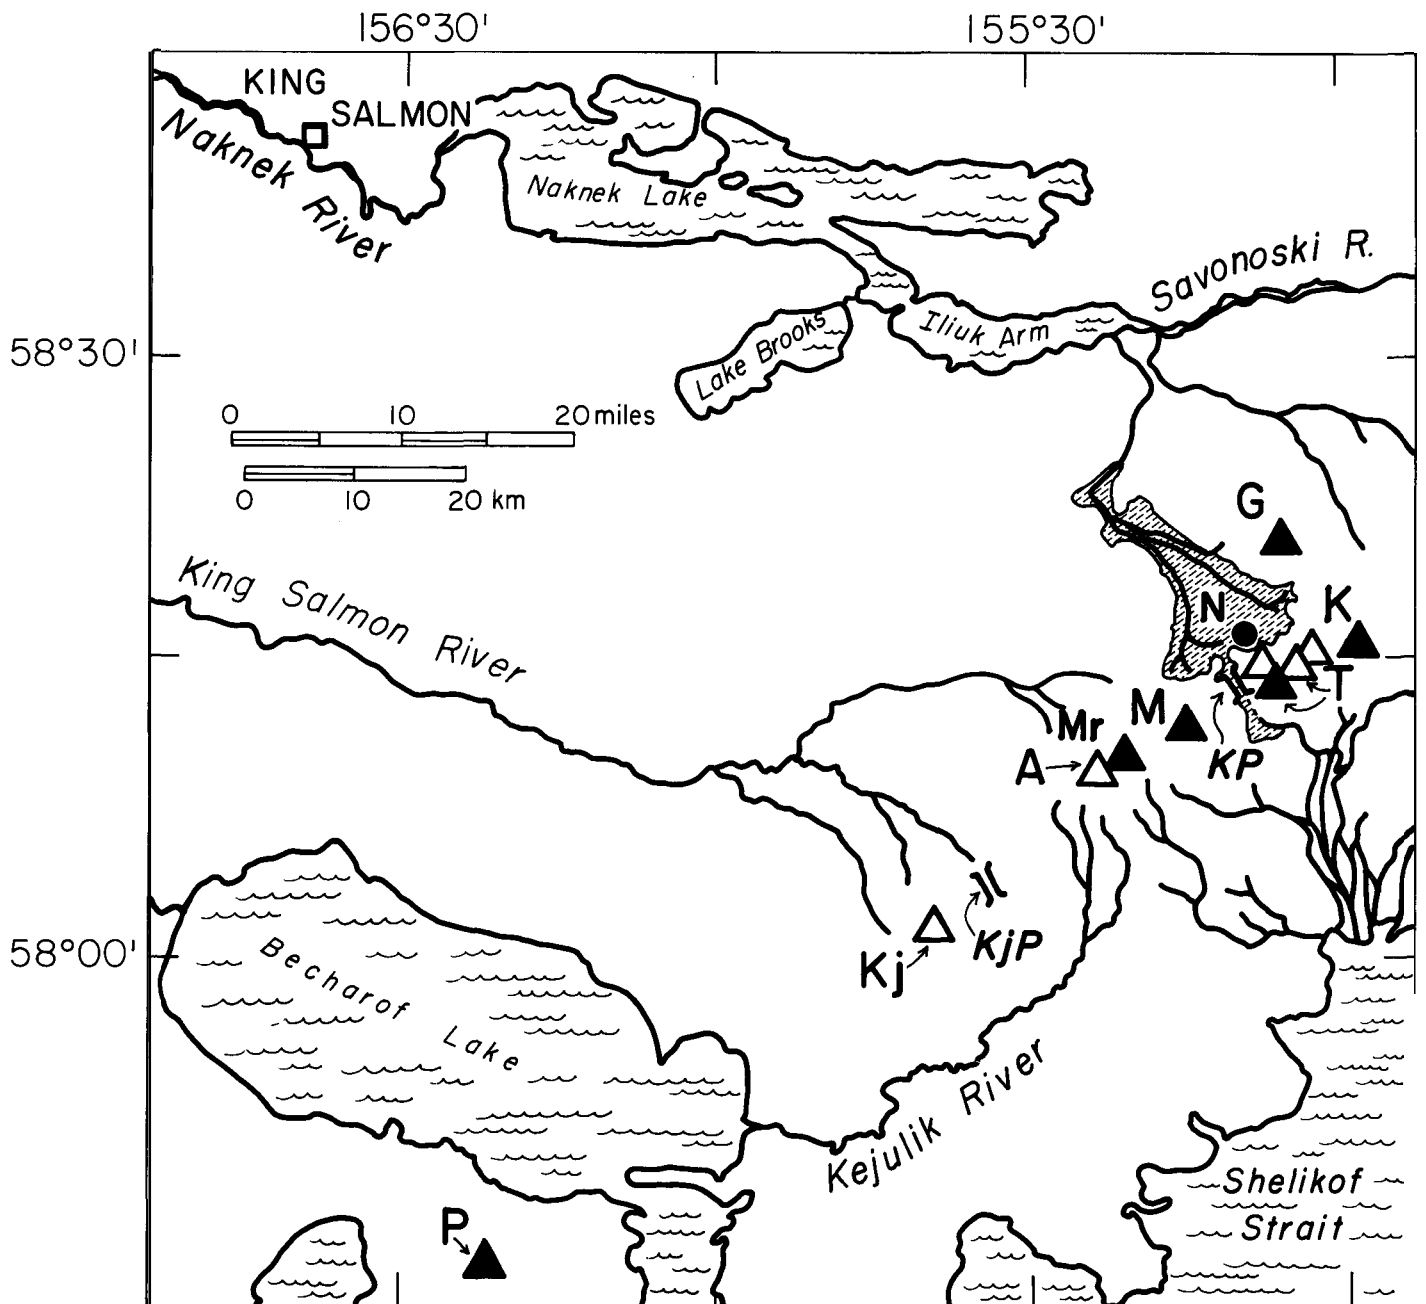 156°30' 155°30'
KING
SALMON
Naknek
River
Naknek Lake
Savonoski R.
Iliuk Arm
Lake Brooks
58°30'
0 10 20 miles
0 10 20 km
G
King Salmon River
N K
T
M
Mr
KP
A
KjP
Kj
58°00'
Becharof
Lake
Kejulik River
Shelikof
Strait
P